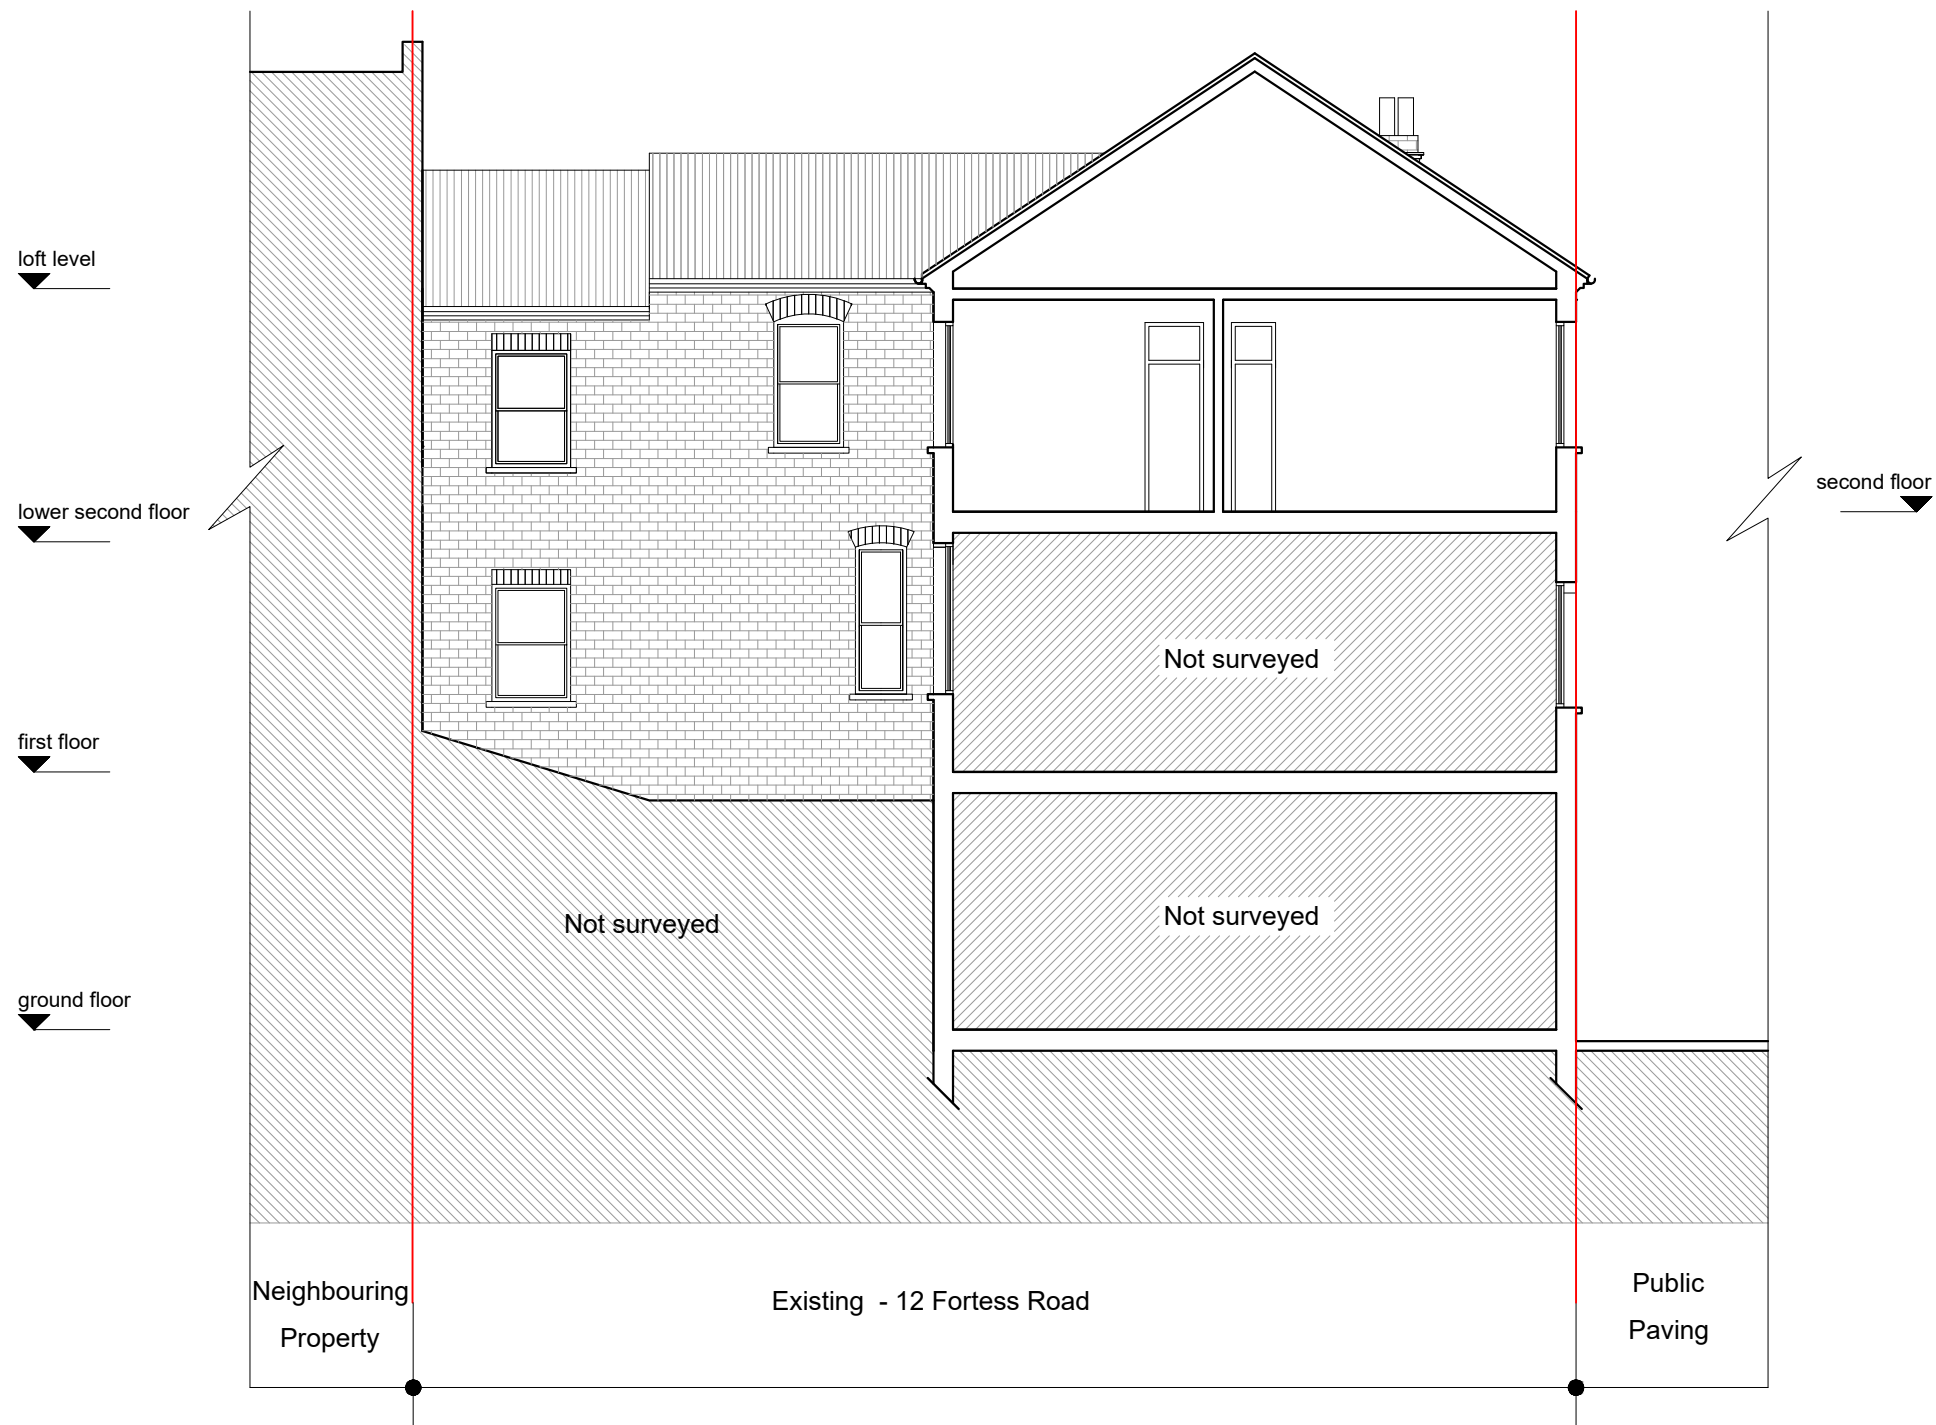 loft level
lower second floor
second floor
first floor
ground floor
Not surveyed
Not surveyed
Not surveyed
Neighbouring
Property
Existing - 12 Fortess Road
Public
Paving